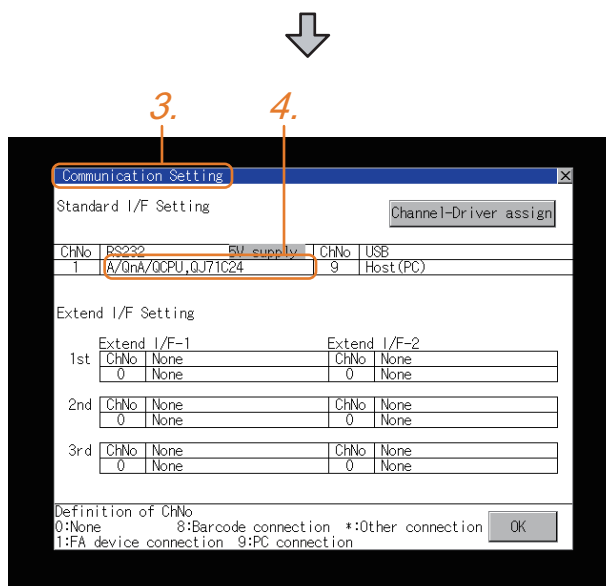 3.
4.
Communication Setting
Standard I/F Setting
Channel-Driver assign
ChNo RS232 5V supply ChNo USB
1 A/QnA/QCPU,QJ71C24 9 Host(PC)
Extend I/F Setting
Extend I/F-1 Extend I/F-2
1st ChNo None ChNo None
0 None 0 None
2nd ChNo None ChNo None
0 None 0 None
3rd ChNo None ChNo None
0 None 0 None
Definition of ChNo
0:None 8:Barcode connection *:Other connection OK
1:FA device connection 9:PC connection